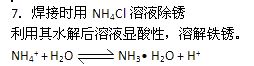 7. 焊接时用 NH₄Cl 溶液除锈
利用其水解后溶液显酸性，溶解铁锈。
NH₄⁺+H₂O ⇌ NH₃• H₂O + H⁺